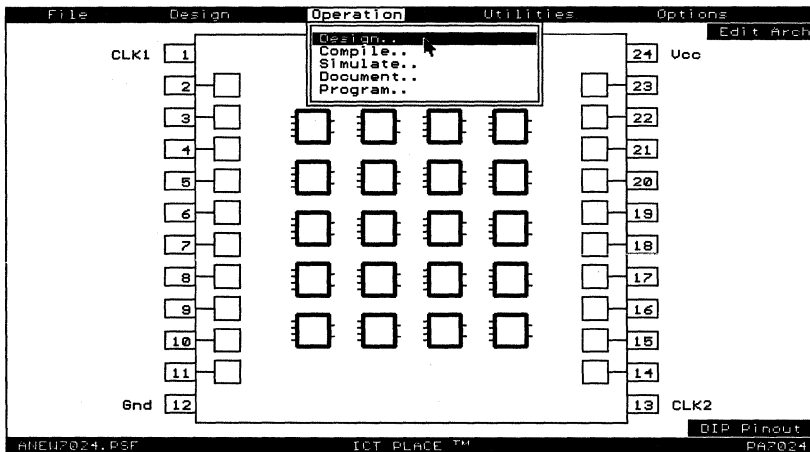 File Design Operation Utilities Options
Edit Arch
Design..
Compile..
Simulate..
Document..
Program..
CLK1 1 24 Vcc
2 23
3 22
4 21
5 20
6 19
7 18
8 17
9 16
10 15
11 14
Gnd 12 13 CLK2
DIP Pinout
ANEW7024.PSF ICT PLACE ™ PA7024